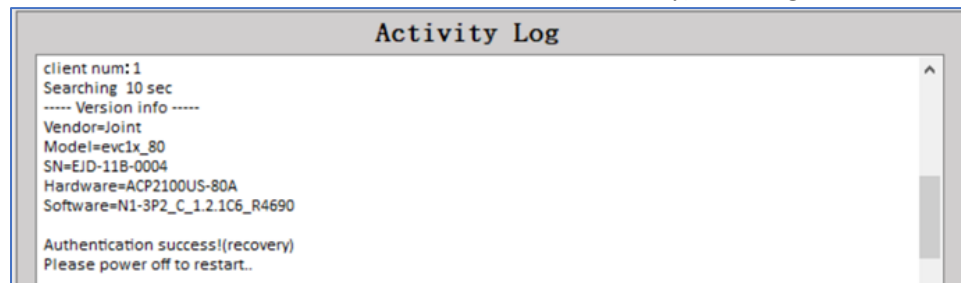 Activity Log
client num: 1
Searching 10 sec
----- Version info -----
Vendor=Joint
Model=evc1x_80
SN=EJD-11B-0004
Hardware=ACP2100US-80A
Software=N1-3P2_C_1.2.1C6_R4690
Authentication success!(recovery)
Please power off to restart..